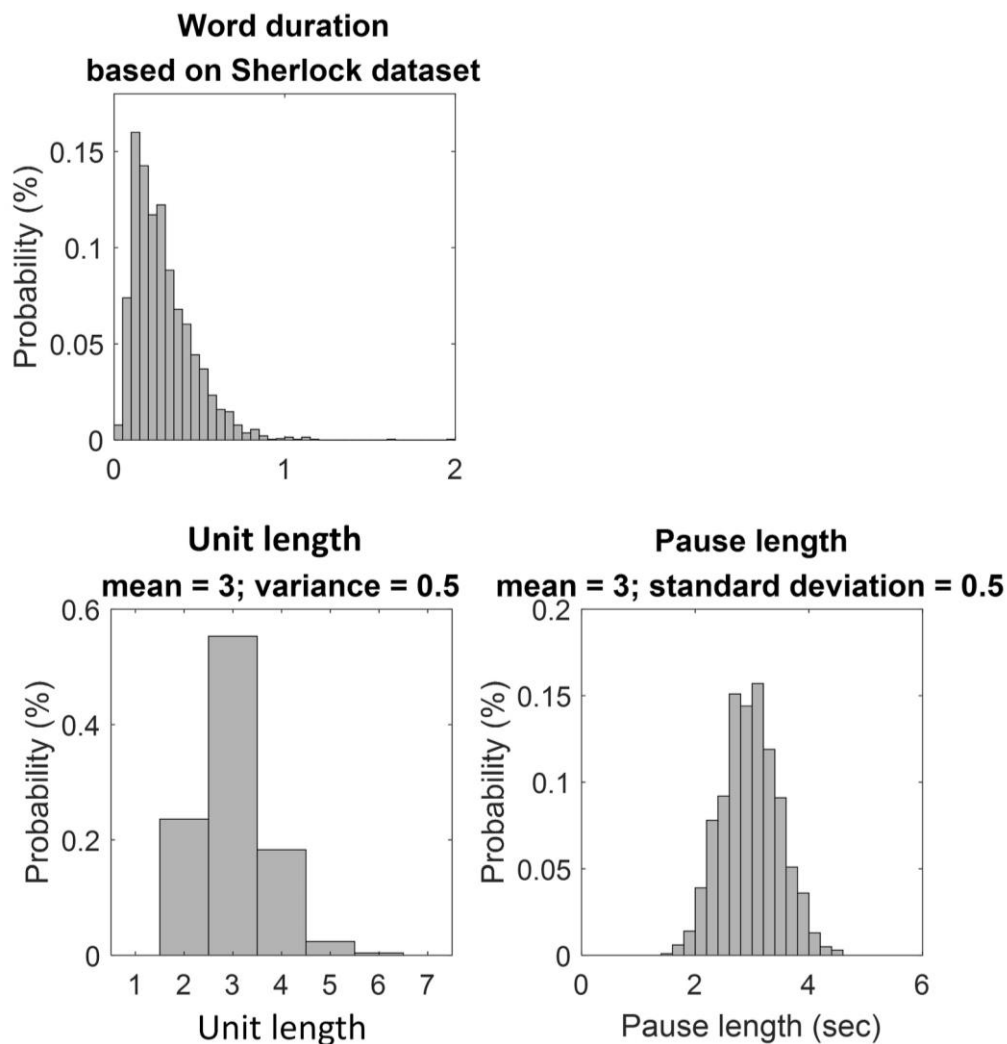 Word duration
based on Sherlock dataset
Probability (%)
0.15
0.1
0.05
0
0 1 2
Unit length
mean = 3; variance = 0.5
Probability (%)
0.6
0.4
0.2
0
1 2 3 4 5 6 7
Unit length
Pause length
mean = 3; standard deviation = 0.5
Probability (%)
0.2
0.15
0.1
0.05
0
0 2 4 6
Pause length (sec)